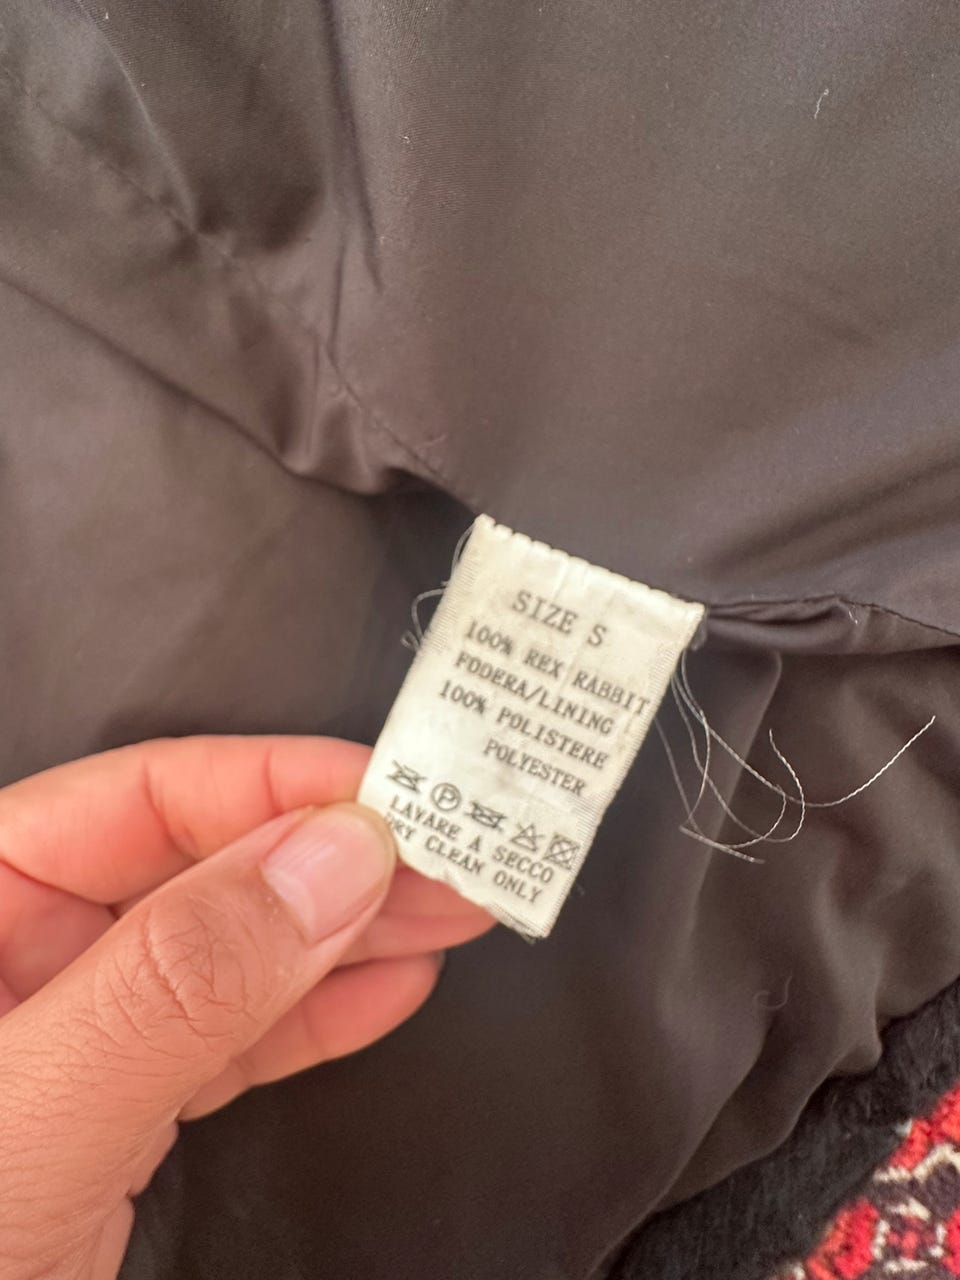 SIZE S
100% REX RABBIT
FODERA/LINING
100% POLISTERE
POLYESTER
P
LAVARE A SECCO
DRY CLEAN ONLY